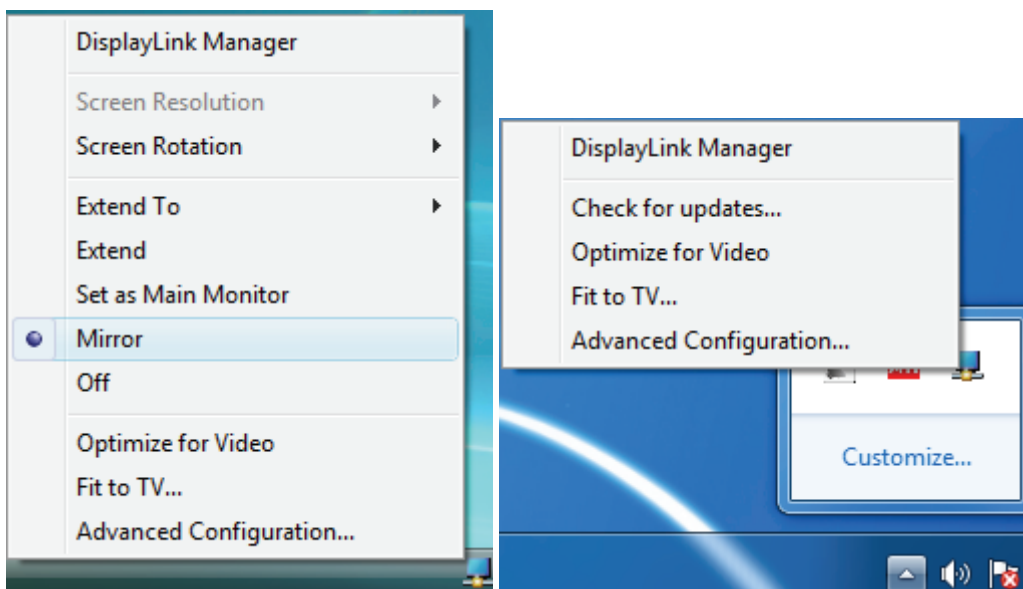 DisplayLink Manager
Screen Resolution
Screen Rotation
Extend To
Extend
Set as Main Monitor
Mirror
Off
Optimize for Video
Fit to TV...
Advanced Configuration...
DisplayLink Manager
Check for updates...
Optimize for Video
Fit to TV...
Advanced Configuration...
Customize...